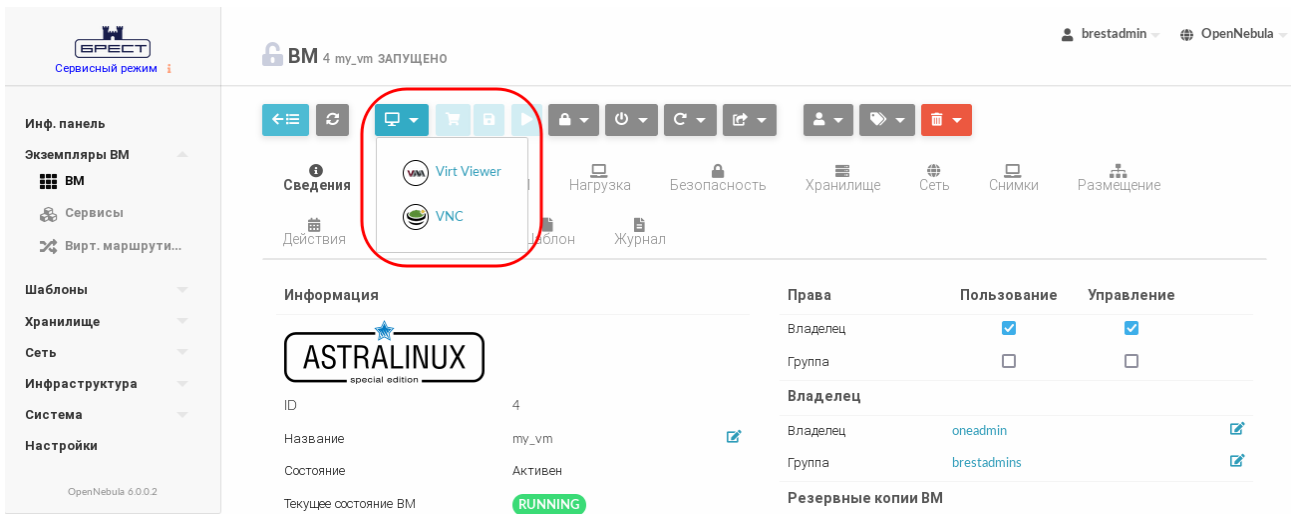 БРЕСТ
Сервисный режим i
ВМ 4 my_vm ЗАПУЩЕНО
brestadmin
OpenNebula
Инф. панель
Экземпляры ВМ
ВМ
Сервисы
Вирт. маршрути...
Шаблоны
Хранилище
Сеть
Инфраструктура
Система
Настройки
OpenNebula 6.0.0.2
Virt Viewer
VNC
Сведения
Нагрузка
Безопасность
Хранилище
Сеть
Снимки
Размещение
Действия
Журнал
Информация
ASTRALINUX
special edition
ID 4
Название my_vm
Состояние Активен
Текущее состояние ВМ RUNNING
Права Пользование Управление
Владелец
Группа
Владелец
Владелец oneadmin
Группа brestadmins
Резервные копии ВМ